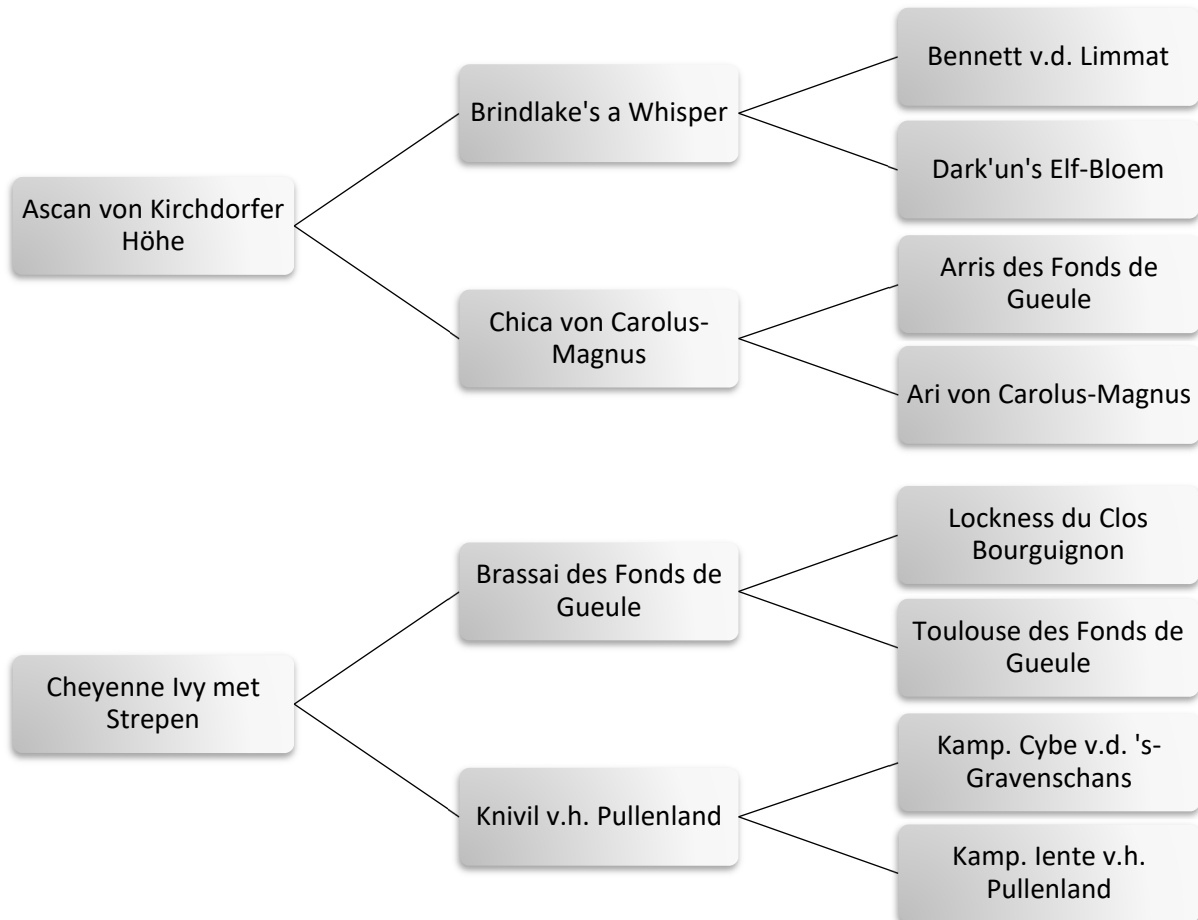 Bennett v.d. Limmat
Brindlake's a Whisper
Dark'un's Elf-Bloem
Ascan von Kirchdorfer
Höhe
Arris des Fonds de
Gueule
Chica von Carolus-
Magnus
Ari von Carolus-Magnus
Lockness du Clos
Bourguignon
Brassai des Fonds de
Gueule
Toulouse des Fonds de
Gueule
Cheyenne Ivy met
Strepen
Kamp. Cybe v.d. 's-
Gravenschans
Knivil v.h. Pullenland
Kamp. Iente v.h.
Pullenland